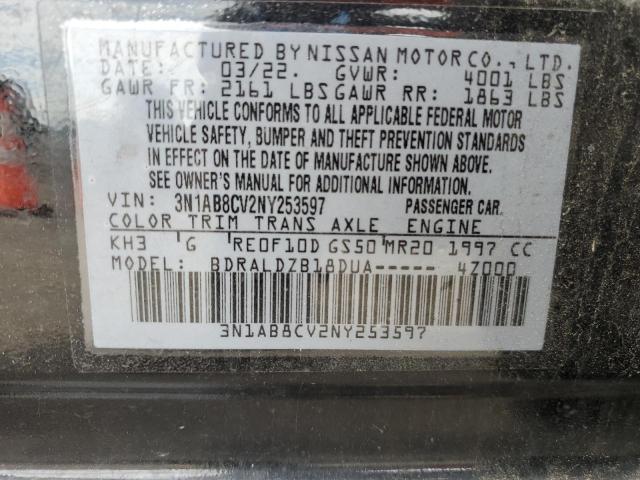 MANUFACTURED BY NISSAN MOTOR CO., LTD.
DATE: 03/22. GVWR: 4001 LBS
GAWR FR: 2161 LBS GAWR RR: 1863 LBS
THIS VEHICLE CONFORMS TO ALL APPLICABLE FEDERAL MOTOR
VEHICLE SAFETY, BUMPER AND THEFT PREVENTION STANDARDS
IN EFFECT ON THE DATE OF MANUFACTURE SHOWN ABOVE.
SEE OWNER'S MANUAL FOR ADDITIONAL INFORMATION.
VIN: 3N1AB8CV2NY253597 PASSENGER CAR
COLOR TRIM TRANS AXLE ENGINE
KH3 G RE0F10D GS50 MR20 1997 CC
MODEL: BDRALDZB18DUA----- 4Z000
3N1AB8CV2NY253597